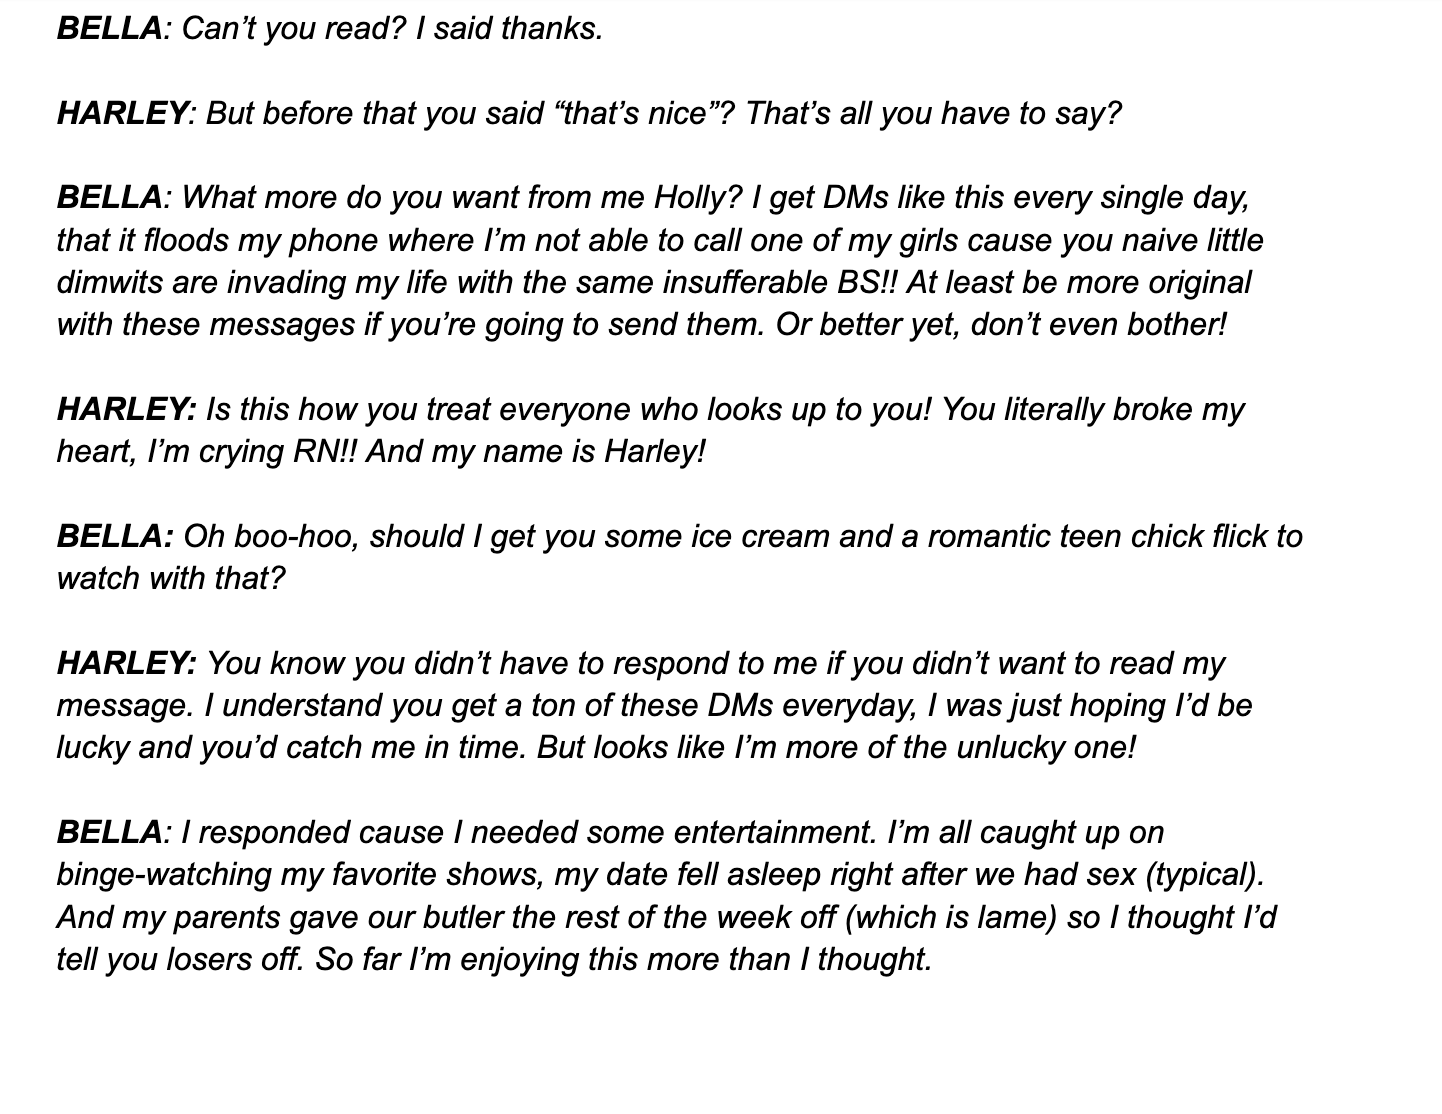 BELLA: Can’t you read? I said thanks.
HARLEY: But before that you said “that’s nice”? That’s all you have to say?
BELLA: What more do you want from me Holly? I get DMs like this every single day,
that it floods my phone where I’m not able to call one of my girls cause you naive little
dimwits are invading my life with the same insufferable BS!! At least be more original
with these messages if you’re going to send them. Or better yet, don’t even bother!
HARLEY: Is this how you treat everyone who looks up to you! You literally broke my
heart, I’m crying RN!! And my name is Harley!
BELLA: Oh boo-hoo, should I get you some ice cream and a romantic teen chick flick to
watch with that?
HARLEY: You know you didn’t have to respond to me if you didn’t want to read my
message. I understand you get a ton of these DMs everyday, I was just hoping I’d be
lucky and you’d catch me in time. But looks like I’m more of the unlucky one!
BELLA: I responded cause I needed some entertainment. I’m all caught up on
binge-watching my favorite shows, my date fell asleep right after we had sex (typical).
And my parents gave our butler the rest of the week off (which is lame) so I thought I’d
tell you losers off. So far I’m enjoying this more than I thought.